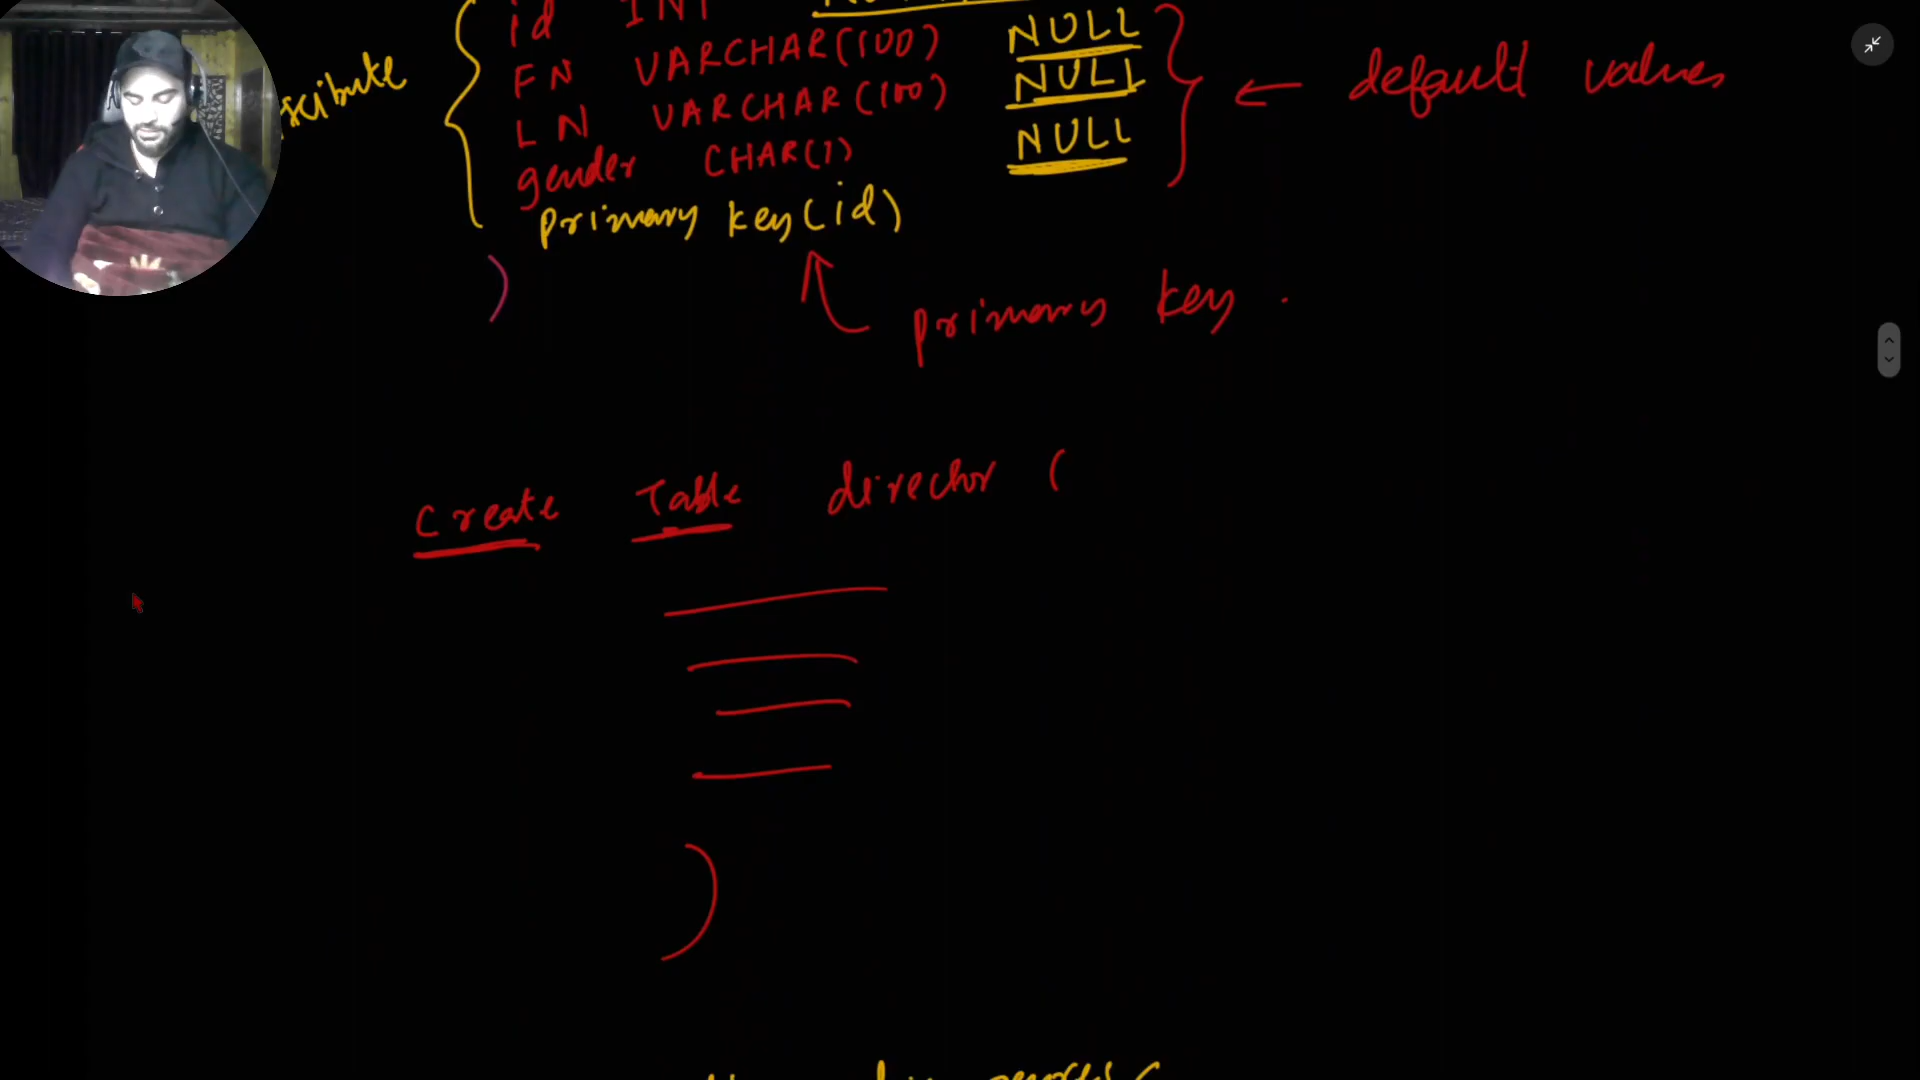 id INT
FN VARCHAR(100) NULL
LN VARCHAR(100) NULL
gender CHAR(1) NULL
primary key(id)
)
default values
primary key .
Create Table director (
)